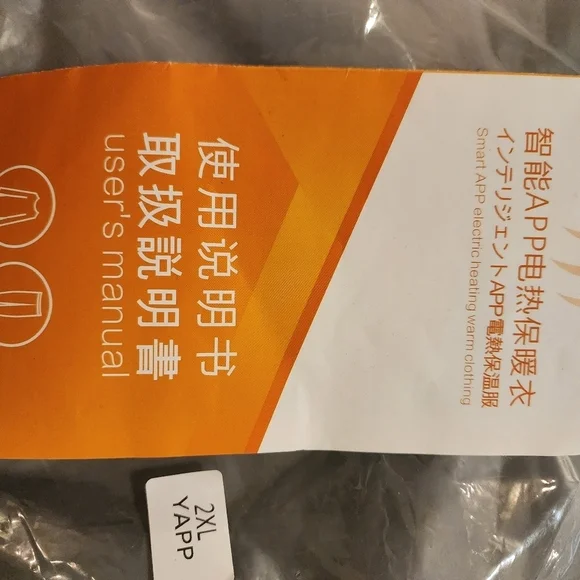 智能APP电热保暖衣
インテリジェントAPP電熱保温服
Smart APP electric heating warm clothing
使用说明书
取扱説明書
user's manual
2XL
YAPP